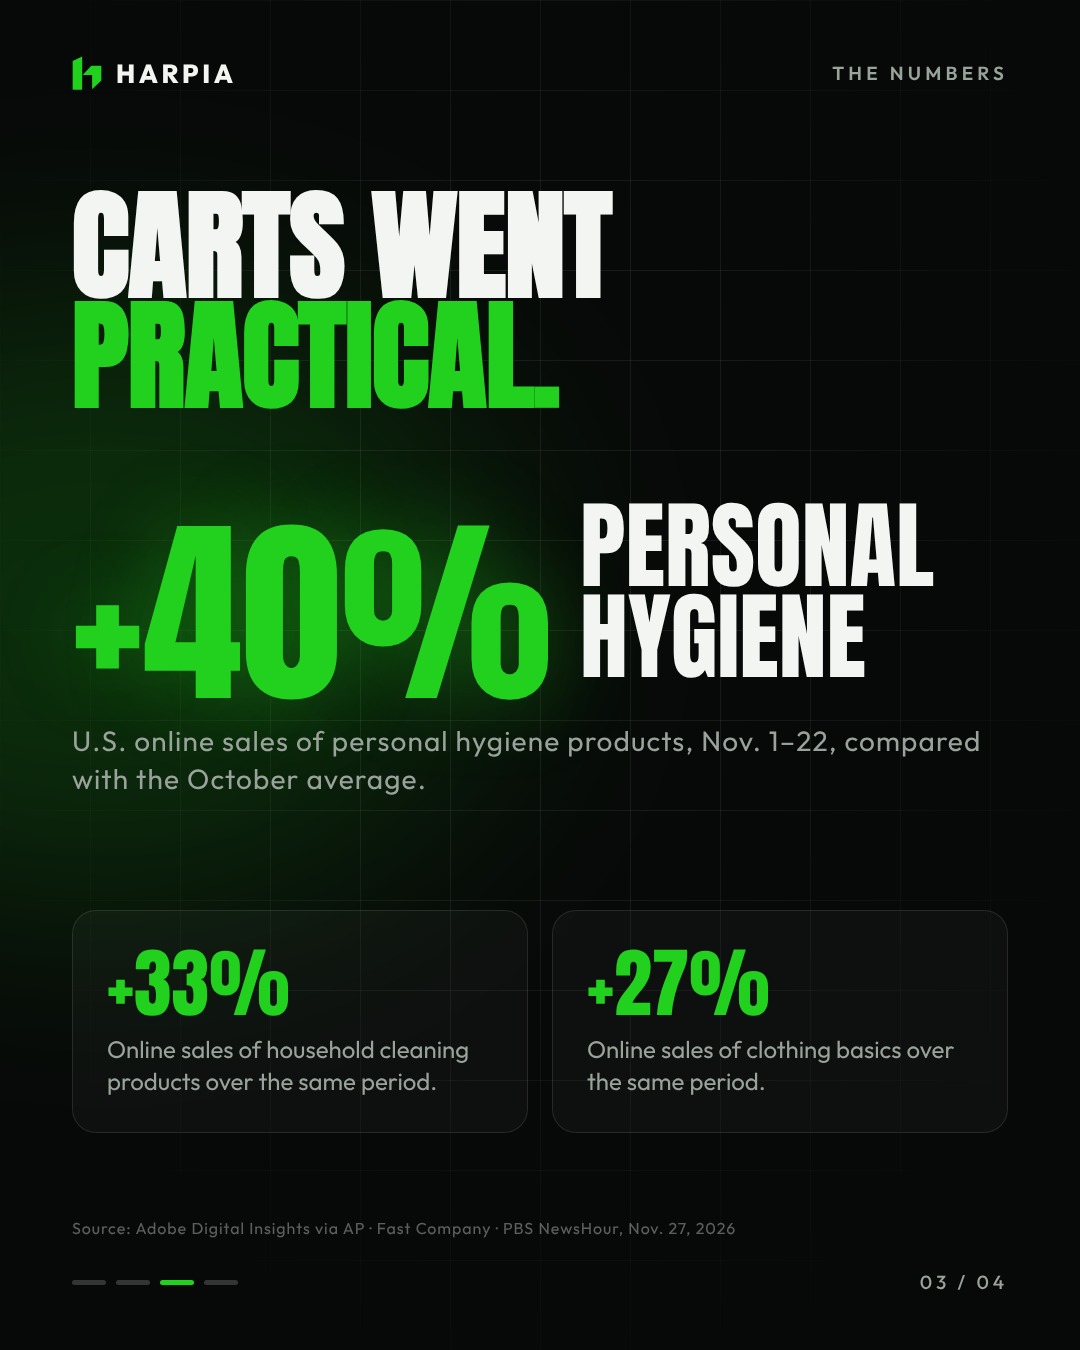 HARPIA
THE NUMBERS
CARTS WENT
PRACTICAL.
+40%
PERSONAL
HYGIENE
U.S. online sales of personal hygiene products, Nov. 1–22, compared
with the October average.
+33%
Online sales of household cleaning
products over the same period.
+27%
Online sales of clothing basics over
the same period.
Source: Adobe Digital Insights via AP · Fast Company · PBS NewsHour, Nov. 27, 2026
03 / 04